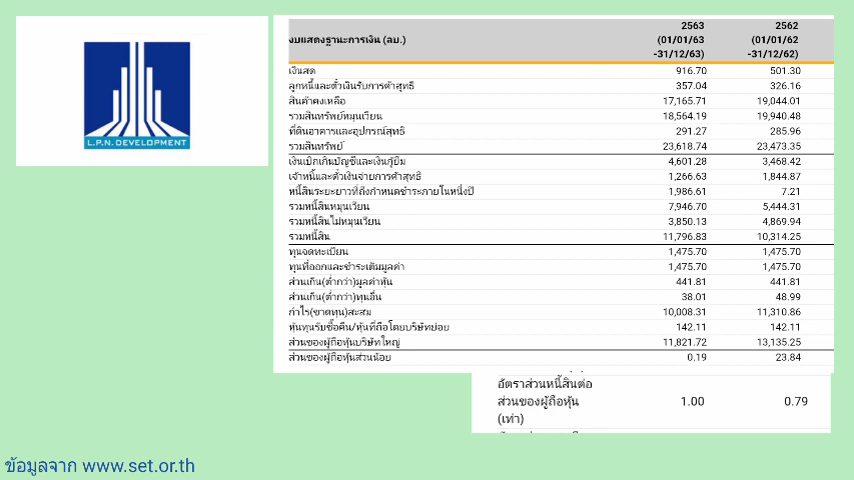 L.P.N. DEVELOPMENT
งบแสดงฐานะการเงิน (ลบ.) 2563 (01/01/63 -31/12/63) 2562 (01/01/62 -31/12/62)
เงินสด 916.70 501.30
ลูกหนี้และตั๋วเงินรับการค้าสุทธิ 357.04 326.16
สินค้าคงเหลือ 17,165.71 19,044.01
รวมสินทรัพย์หมุนเวียน 18,564.19 19,940.48
ที่ดินอาคารและอุปกรณ์สุทธิ 291.27 285.96
รวมสินทรัพย์ 23,618.74 23,473.35
เงินเบิกเกินบัญชีและเงินกู้ยืม 4,601.28 3,468.42
เจ้าหนี้และตั๋วเงินจ่ายการค้าสุทธิ 1,266.63 1,844.87
หนี้สินระยะยาวที่ถึงกำหนดชำระภายในหนึ่งปี 1,986.61 7.21
รวมหนี้สินหมุนเวียน 7,946.70 5,444.31
รวมหนี้สินไม่หมุนเวียน 3,850.13 4,869.94
รวมหนี้สิน 11,796.83 10,314.25
ทุนจดทะเบียน 1,475.70 1,475.70
ทุนที่ออกและชำระเต็มมูลค่า 1,475.70 1,475.70
ส่วนเกิน(ต่ำกว่า)มูลค่าหุ้น 441.81 441.81
ส่วนเกิน(ต่ำกว่า)ทุนอื่น 38.01 48.99
กำไร(ขาดทุน)สะสม 10,008.31 11,310.86
หุ้นทุนรับซื้อคืน/หุ้นที่ถือโดยบริษัทย่อย 142.11 142.11
ส่วนของผู้ถือหุ้นบริษัทใหญ่ 11,821.72 13,135.25
ส่วนของผู้ถือหุ้นส่วนน้อย 0.19 23.84
อัตราส่วนหนี้สินต่อ
ส่วนของผู้ถือหุ้น 1.00 0.79
(เท่า)
ข้อมูลจาก www.set.or.th